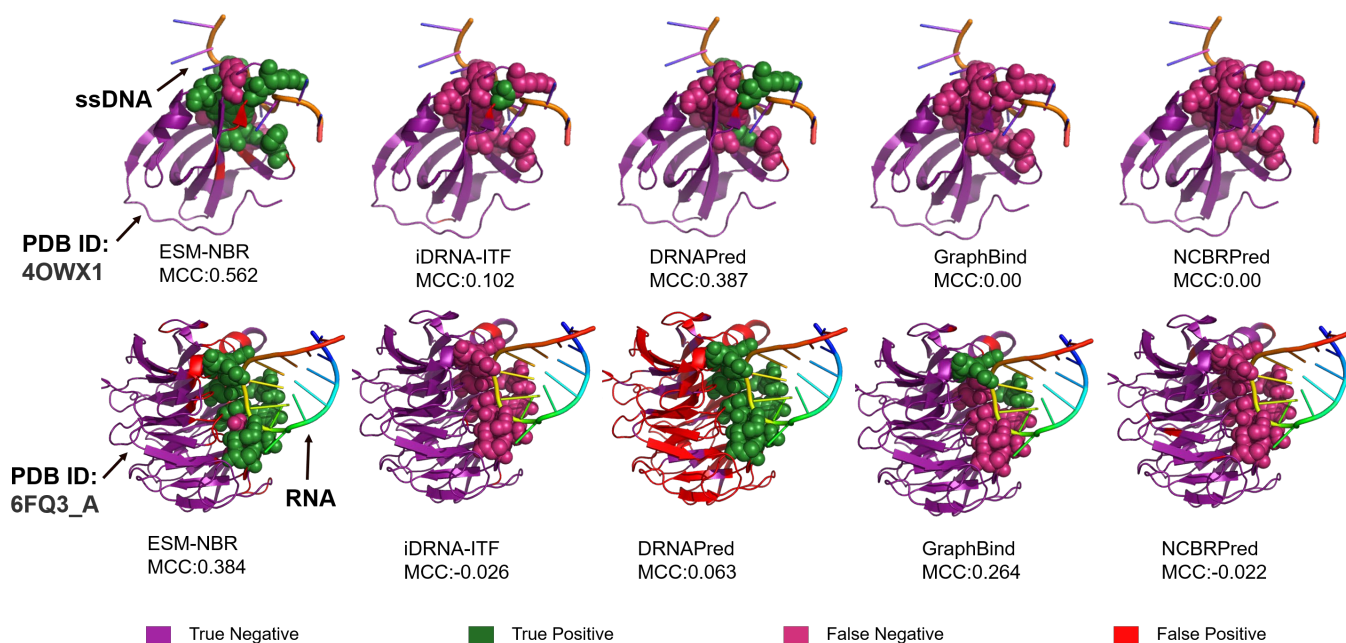 ssDNA
PDB ID:
4OWX1
ESM-NBR
MCC:0.562
iDRNA-ITF
MCC:0.102
DRNAPred
MCC:0.387
GraphBind
MCC:0.00
NCBRPred
MCC:0.00
PDB ID:
6FQ3_A
RNA
ESM-NBR
MCC:0.384
iDRNA-ITF
MCC:-0.026
DRNAPred
MCC:0.063
GraphBind
MCC:0.264
NCBRPred
MCC:-0.022
True Negative
True Positive
False Negative
False Positive